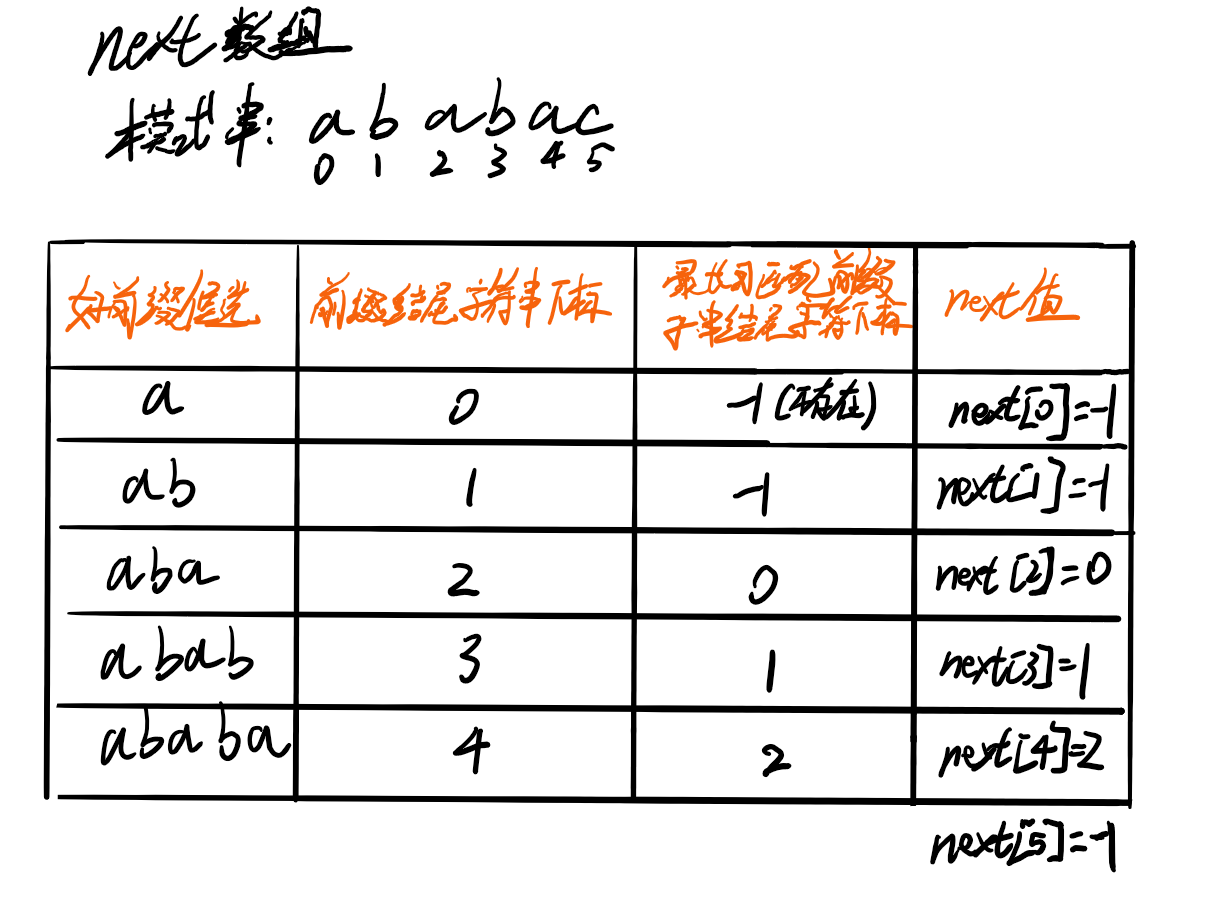 next数组
模式串: a b a b a c
0 1 2 3 4 5
好前缀候选 前缀结尾字符串下标 最长可匹配前缀子串结尾字符下标 next值
a 0 -1 (不存在) next[0]=-1
ab 1 -1 next[1]=-1
aba 2 0 next[2]=0
abab 3 1 next[3]=1
ababa 4 2 next[4]=2
next[5]=-1